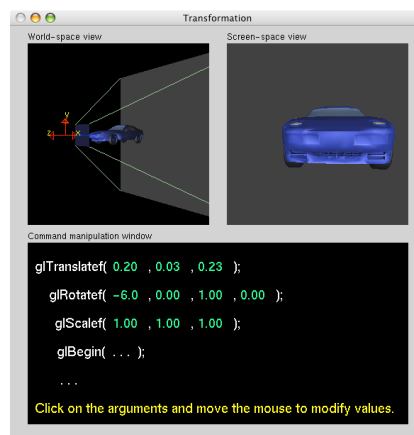 Transformation
World-space view
Screen-space view
y
z x
Command manipulation window
glTranslatef( 0.20 , 0.03 , 0.23 );
glRotatef( -6.0 , 0.00 , 1.00 , 0.00 );
glScalef( 1.00 , 1.00 , 1.00 );
glBegin( . . . );
. . .
Click on the arguments and move the mouse to modify values.